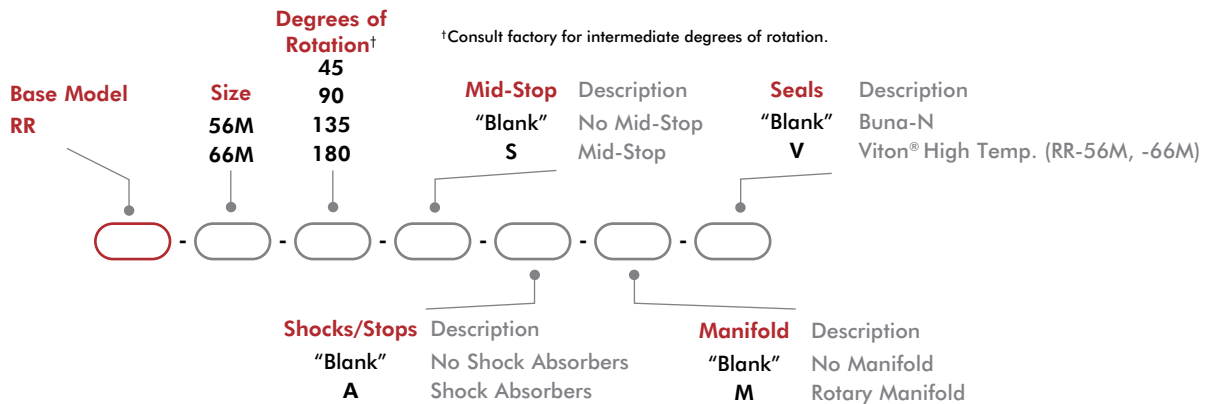 Degrees of
Rotation†
45
90
135
180
†Consult factory for intermediate degrees of rotation.
Base Model
RR
Size
56M
66M
Mid-Stop Description
"Blank" No Mid-Stop
S Mid-Stop
Seals Description
"Blank" Buna-N
V Viton® High Temp. (RR-56M, -66M)
- - - - - -
Shocks/Stops Description
"Blank" No Shock Absorbers
A Shock Absorbers
Manifold Description
"Blank" No Manifold
M Rotary Manifold